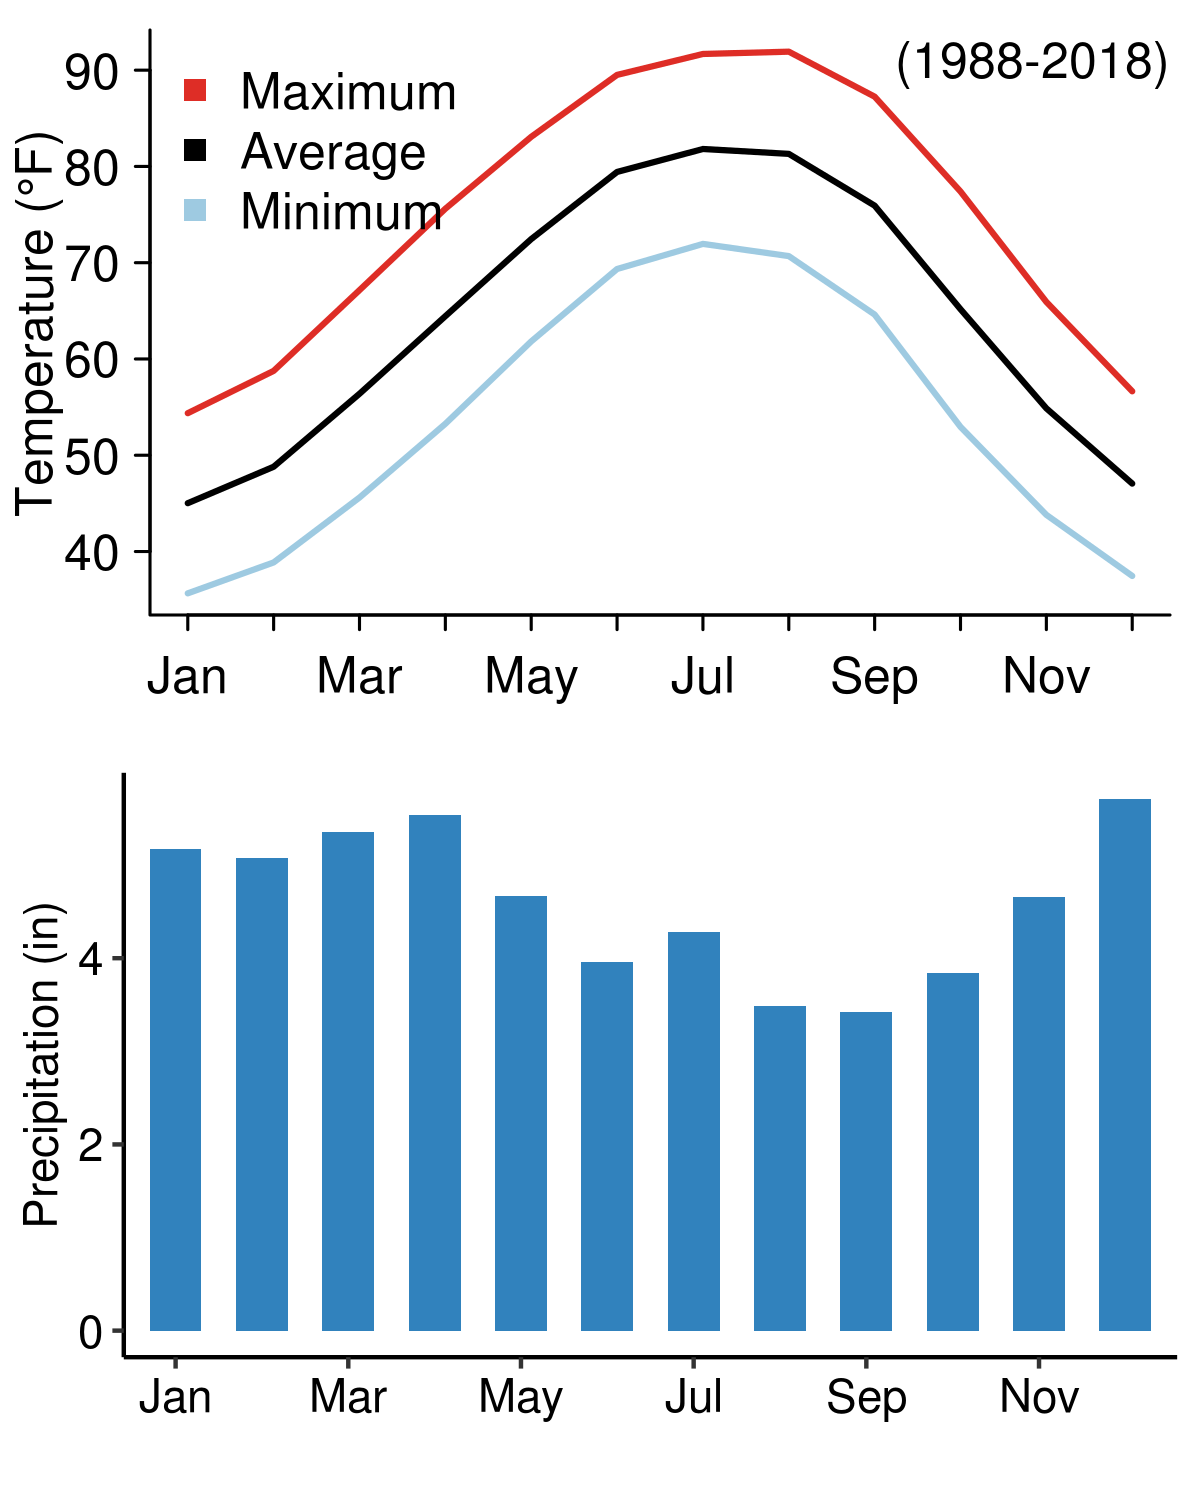 (1988-2018)
Maximum
Average
Minimum
Temperature (°F)
90
80
70
60
50
40
Jan Mar May Jul Sep Nov
Precipitation (in)
4
2
0
Jan Mar May Jul Sep Nov